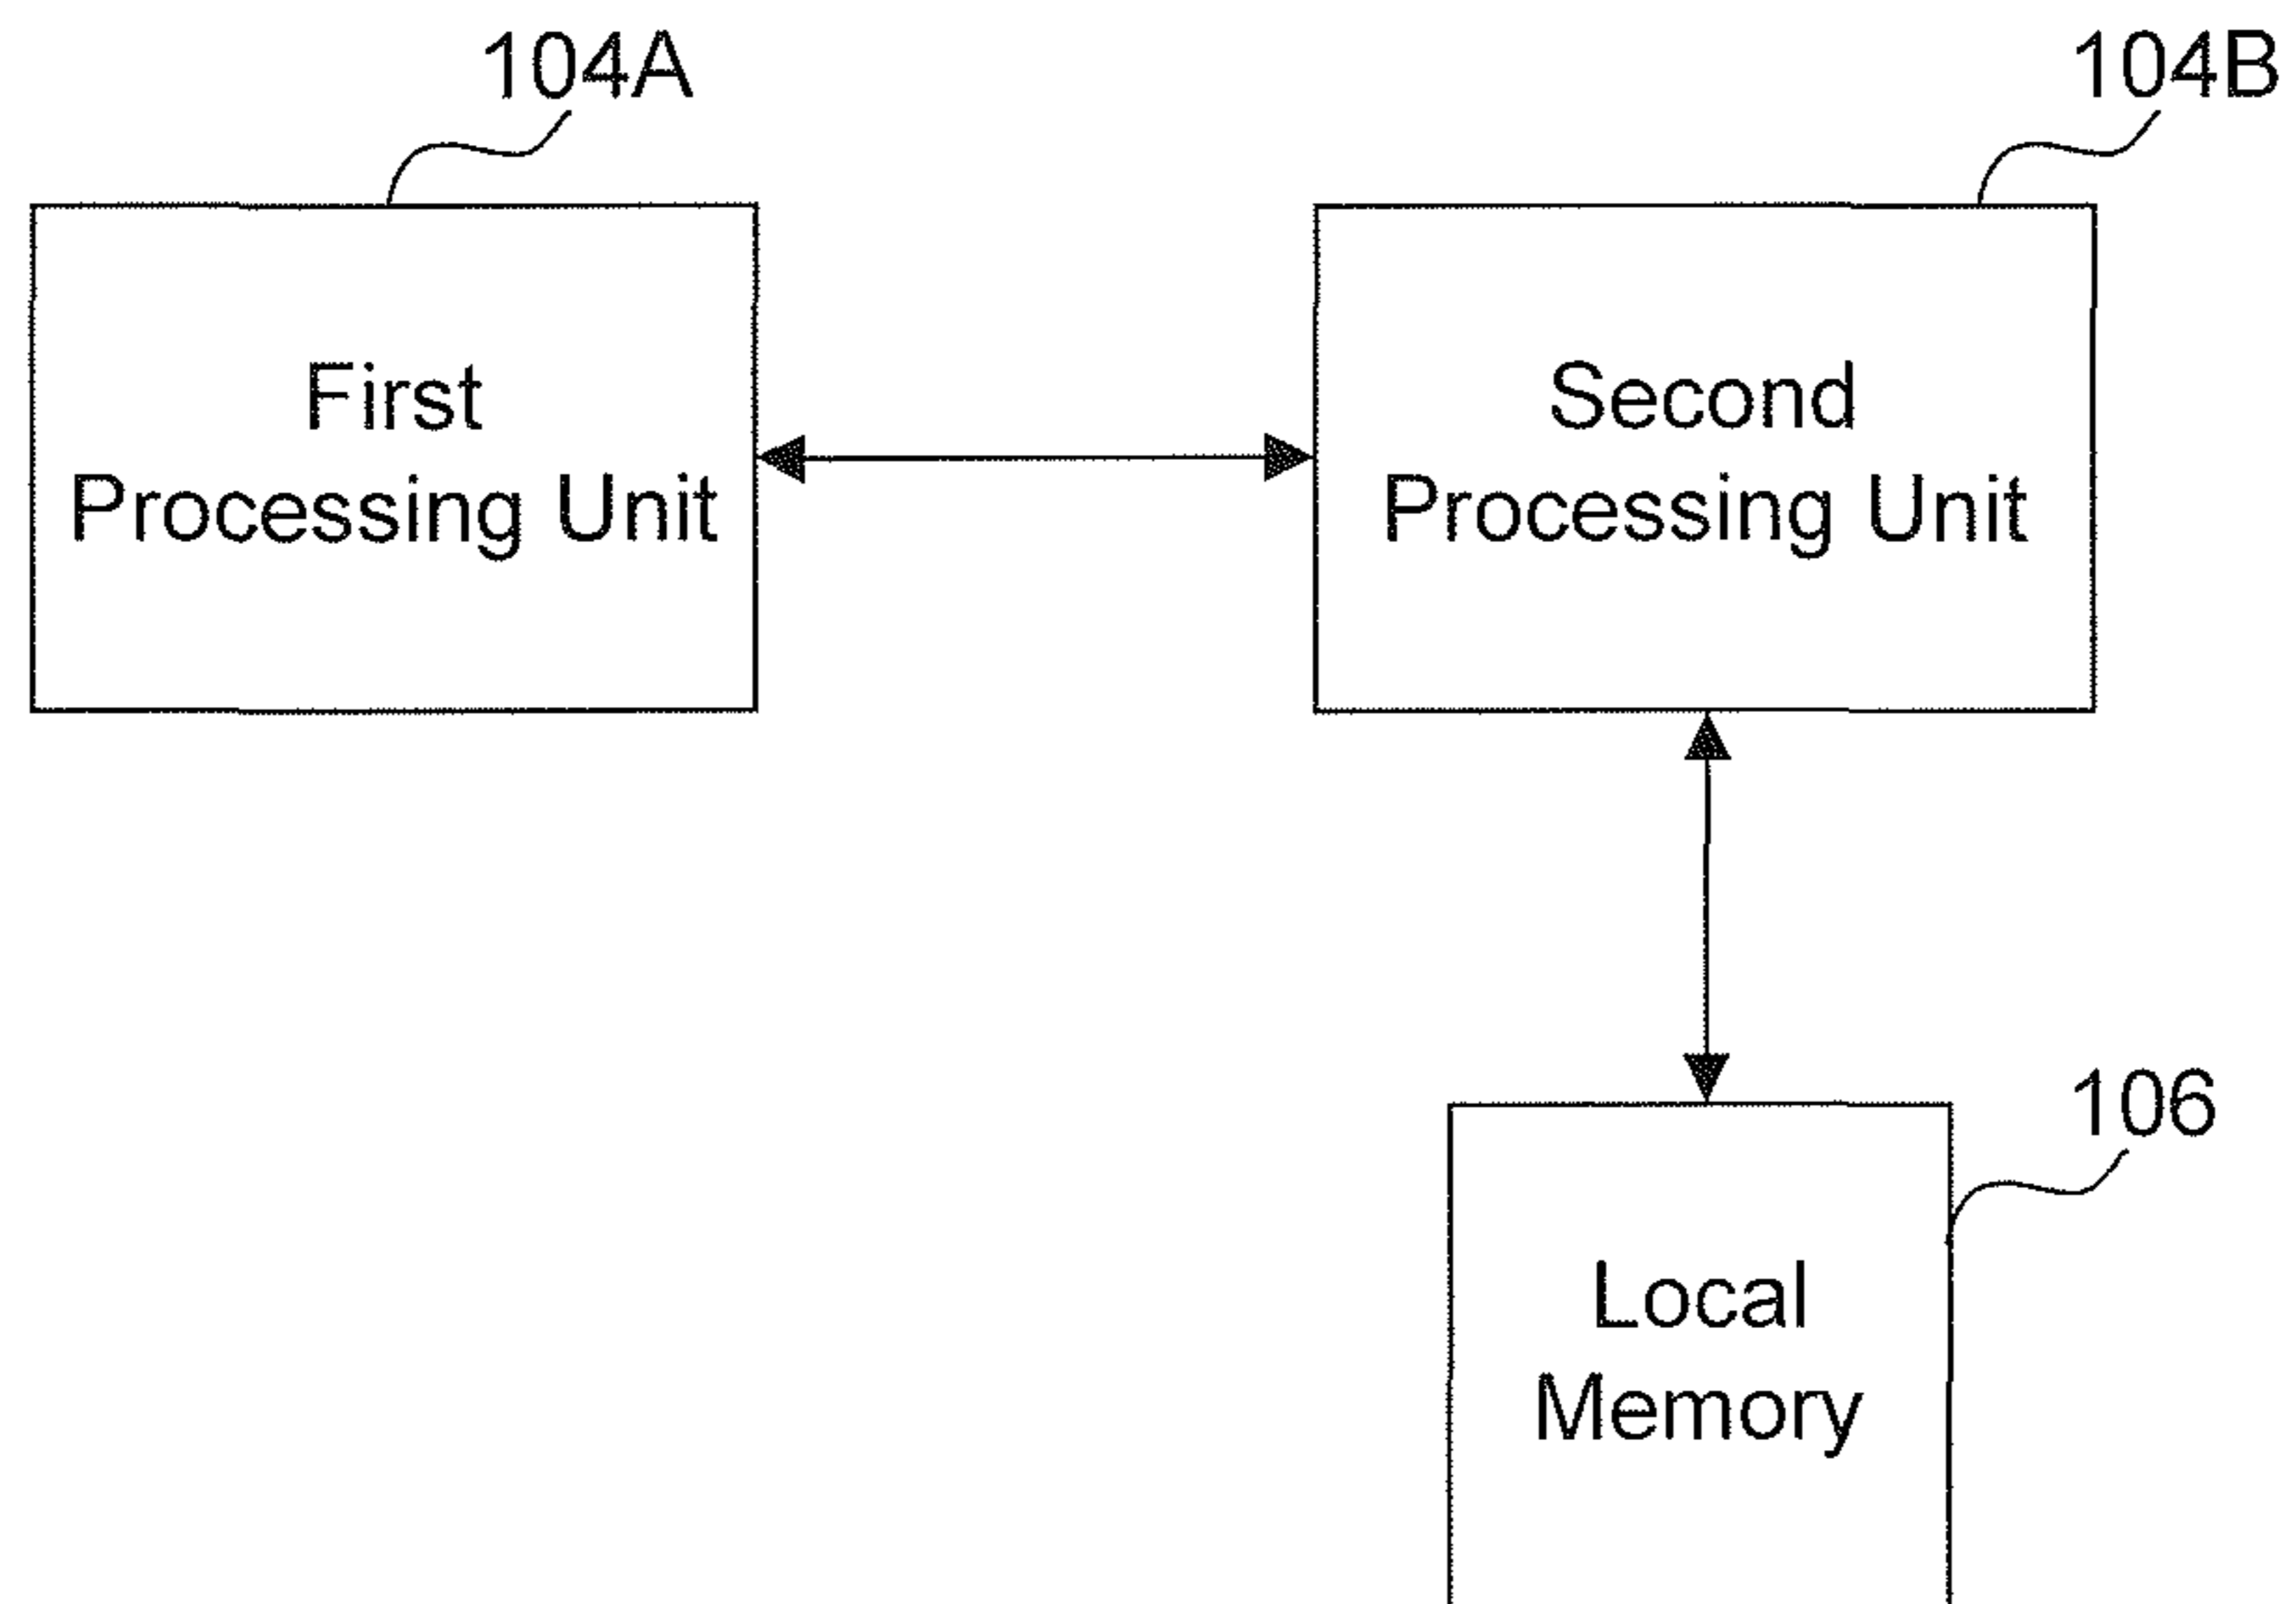 104A
104B
First
Processing Unit
Second
Processing Unit
106
Local
Memory